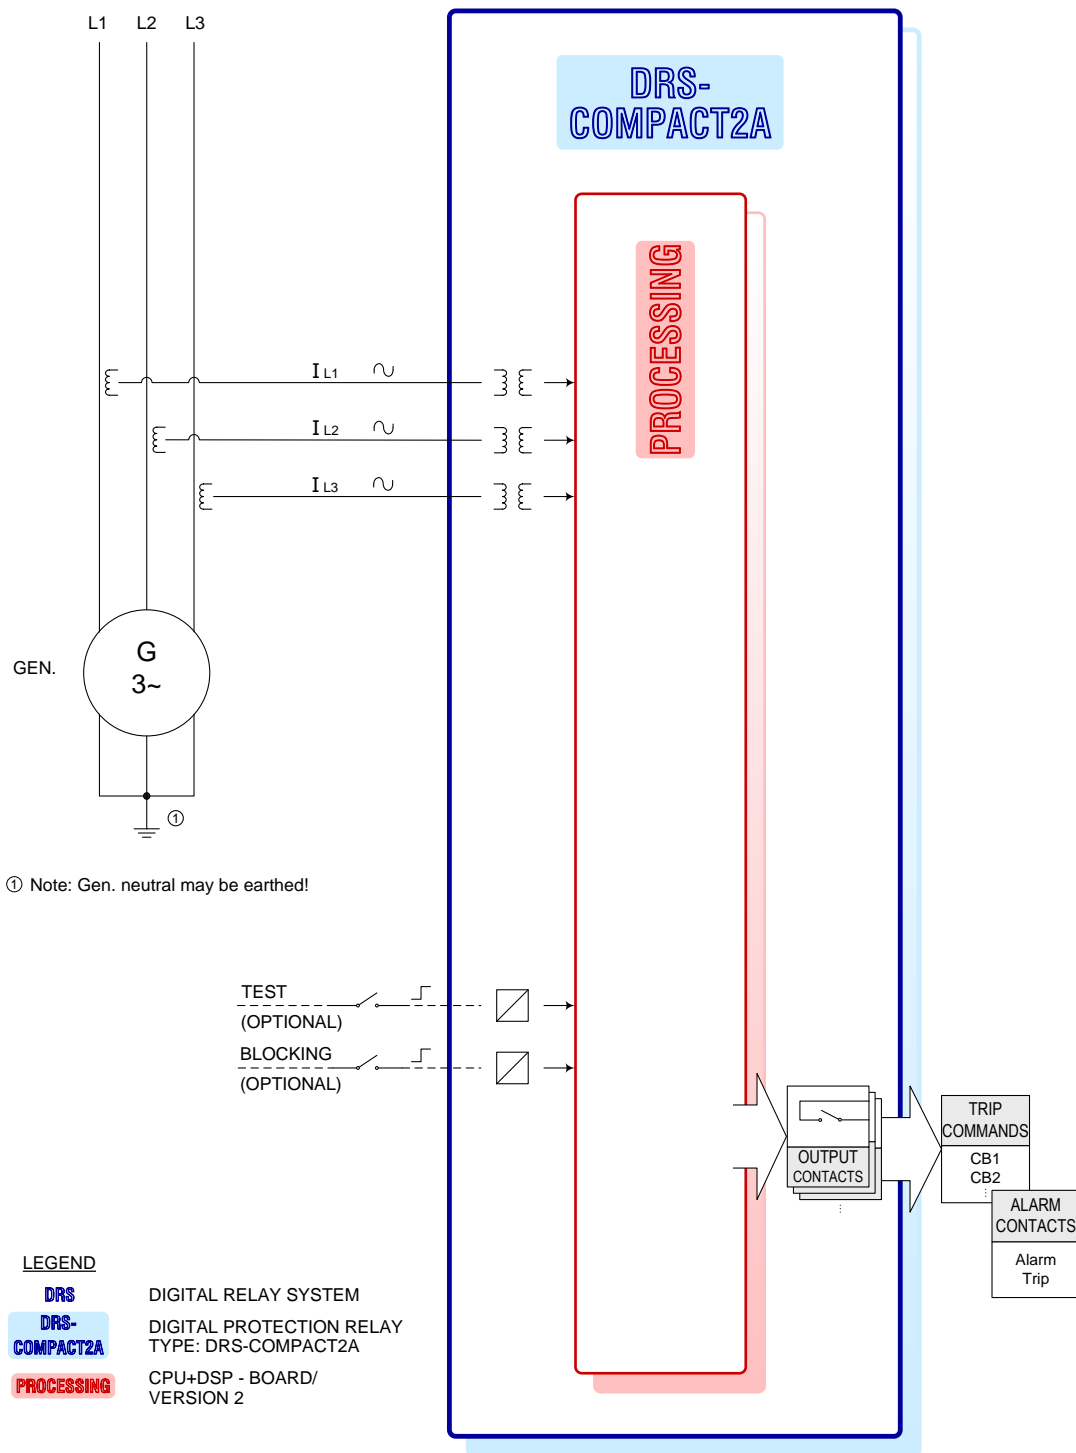 L1 L2 L3
DRS-
COMPACT2A
PROCESSING
I L1
I L2
I L3
G
3~
GEN.
①
① Note: Gen. neutral may be earthed!
TEST
(OPTIONAL)
BLOCKING
(OPTIONAL)
OUTPUT
CONTACTS
TRIP
COMMANDS
CB1
CB2
ALARM
CONTACTS
Alarm
Trip
LEGEND
DRS DIGITAL RELAY SYSTEM
DRS-
COMPACT2A
DIGITAL PROTECTION RELAY
TYPE: DRS-COMPACT2A
PROCESSING
CPU+DSP - BOARD/
VERSION 2